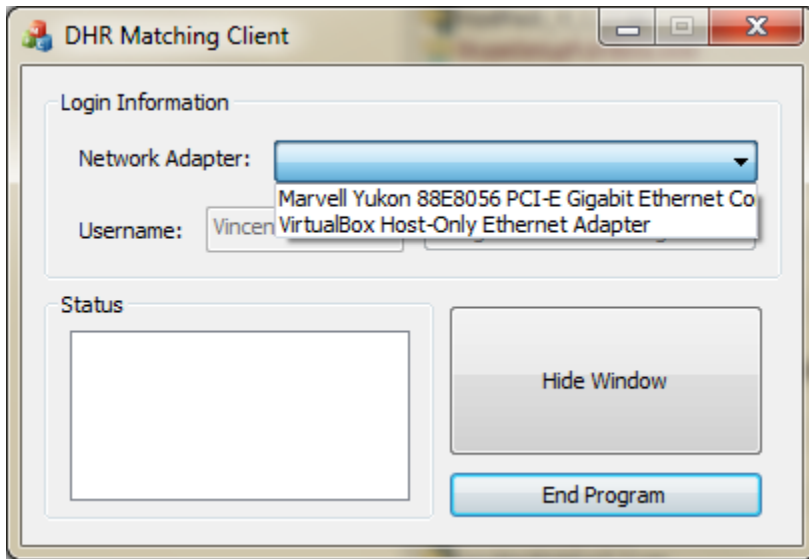 DHR Matching Client
Login Information
Network Adapter:
Marvell Yukon 88E8056 PCI-E Gigabit Ethernet Co
VirtualBox Host-Only Ethernet Adapter
Username:
Status
Hide Window
End Program